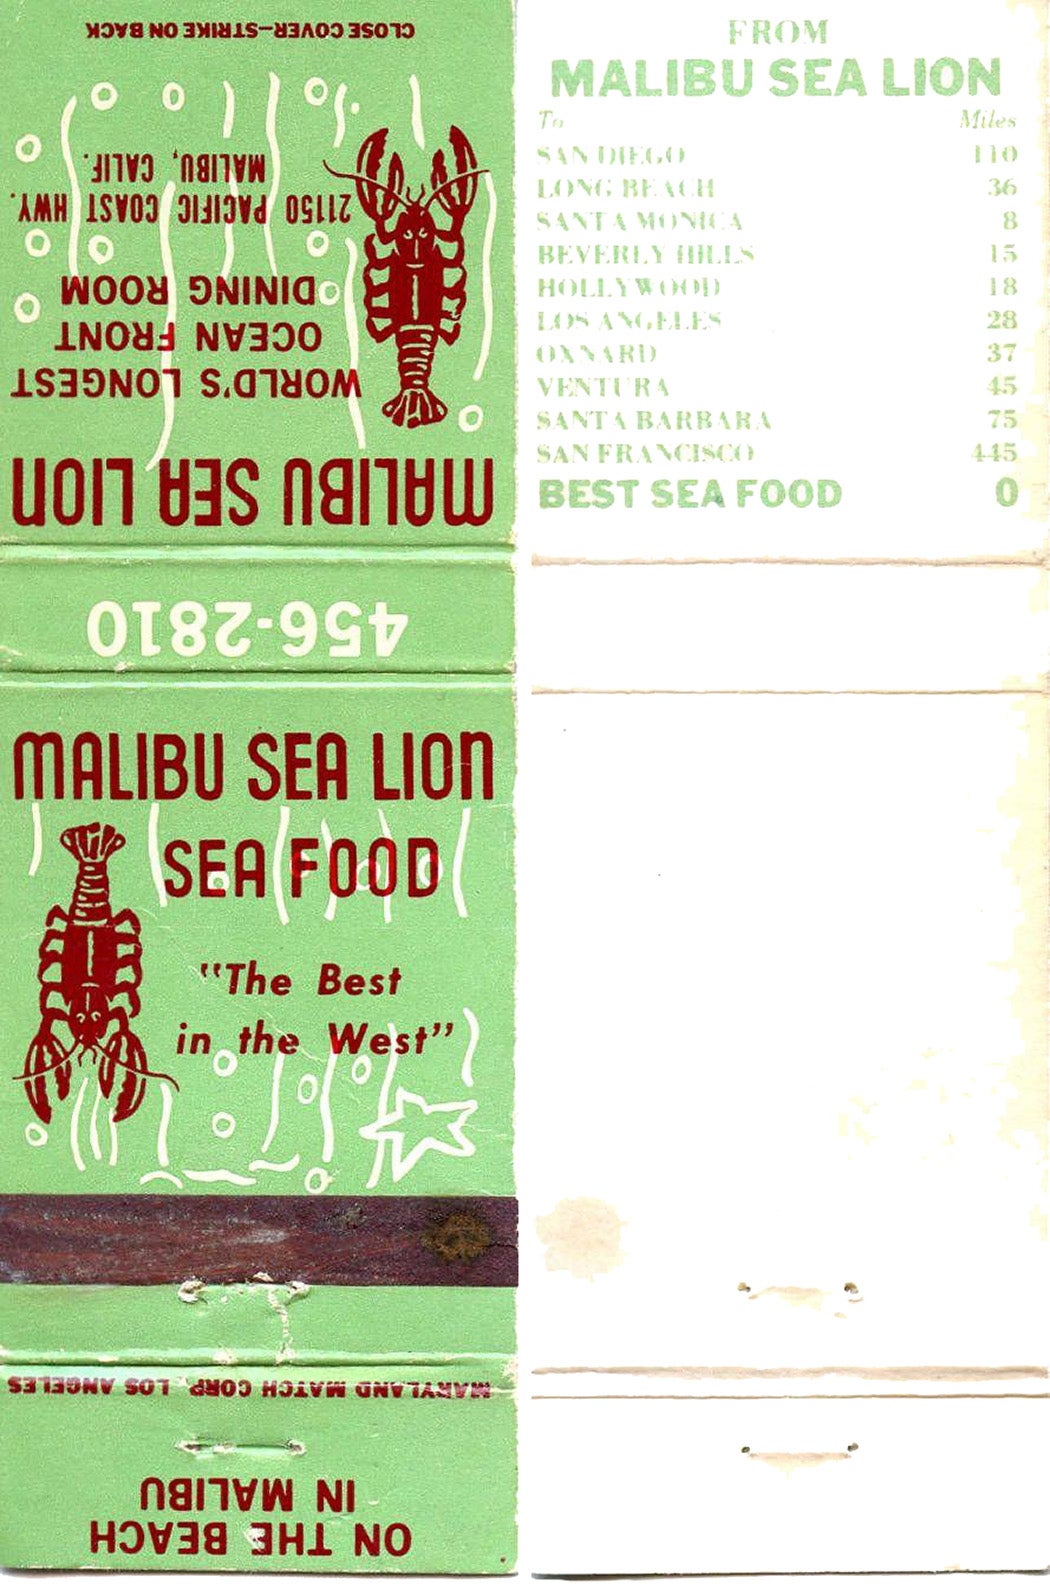 CLOSE COVER—STRIKE ON BACK
MALIBU SEA LION
WORLD'S LONGEST
OCEAN FRONT
DINING ROOM
21150 PACIFIC COAST HWY.
MALIBU, CALIF.
456-2810
MALIBU SEA LION
SEA FOOD
"The Best
in the West"
MARYLAND MATCH CORP. LOS ANGELES
ON THE BEACH
IN MALIBU
FROM
MALIBU SEA LION
To Miles
SAN DIEGO 110
LONG BEACH 36
SANTA MONICA 8
BEVERLY HILLS 15
HOLLYWOOD 18
LOS ANGELES 28
OXNARD 37
VENTURA 45
SANTA BARBARA 75
SAN FRANCISCO 445
BEST SEA FOOD 0